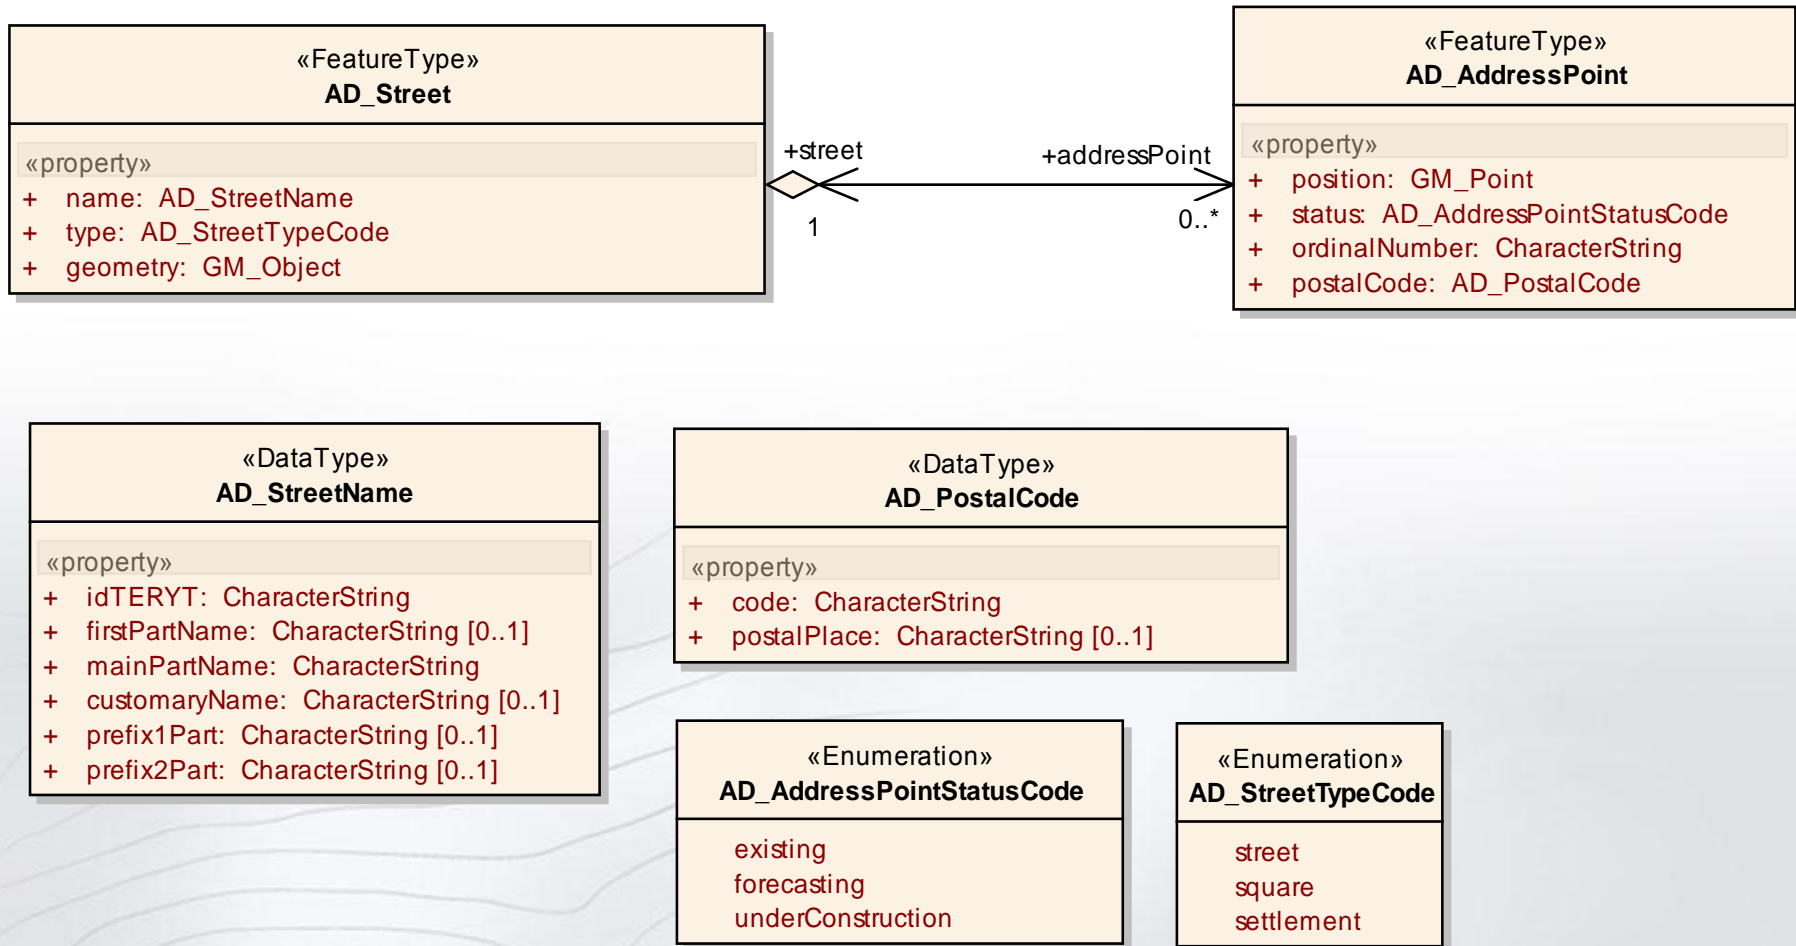 «FeatureType»
AD_Street
«property»
+ name: AD_StreetName
+ type: AD_StreetTypeCode
+ geometry: GM_Object
+street
1
+addressPoint
0..*
«FeatureType»
AD_AddressPoint
«property»
+ position: GM_Point
+ status: AD_AddressPointStatusCode
+ ordinalNumber: CharacterString
+ postalCode: AD_PostalCode
«DataType»
AD_StreetName
«property»
+ idTERYT: CharacterString
+ firstPartName: CharacterString [0..1]
+ mainPartName: CharacterString
+ customaryName: CharacterString [0..1]
+ prefix1Part: CharacterString [0..1]
+ prefix2Part: CharacterString [0..1]
«DataType»
AD_PostalCode
«property»
+ code: CharacterString
+ postalPlace: CharacterString [0..1]
«Enumeration»
AD_AddressPointStatusCode
existing
forecasting
underConstruction
«Enumeration»
AD_StreetTypeCode
street
square
settlement